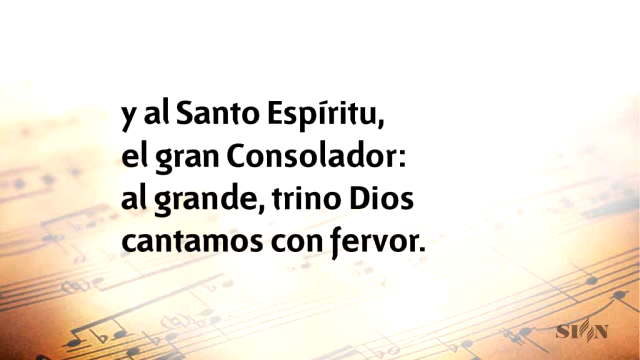 y al Santo Espíritu,
el gran Consolador:
al grande, trino Dios
cantamos con fervor.
SION